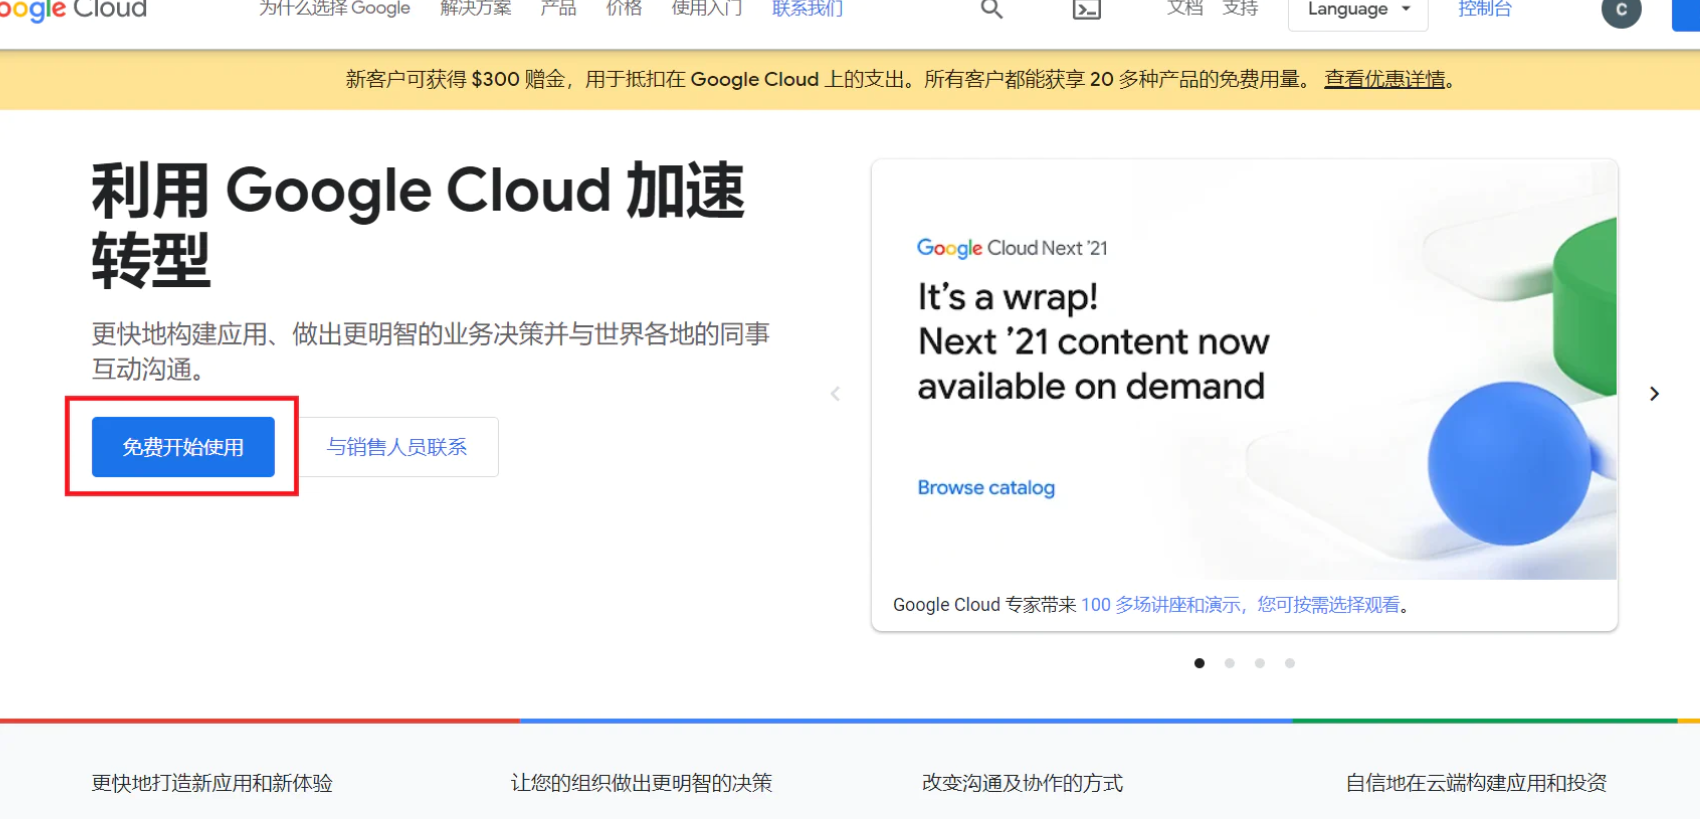 oogle Cloud
为什么选择 Google 解决方案 产品 价格 使用入门 联系我们 文档 支持 Language 控制台 C
新客户可获得 $300 赠金，用于抵扣在 Google Cloud 上的支出。所有客户都能获享 20 多种产品的免费用量。 查看优惠详情。
利用 Google Cloud 加速
转型
更快地构建应用、做出更明智的业务决策并与世界各地的同事
互动沟通。
免费开始使用 与销售人员联系
Google Cloud Next ’21
It’s a wrap!
Next ’21 content now
available on demand
Browse catalog
Google Cloud 专家带来 100 多场讲座和演示，您可按需选择观看。
更快地打造新应用和新体验 让您的组织做出更明智的决策 改变沟通及协作的方式 自信地在云端构建应用和投资